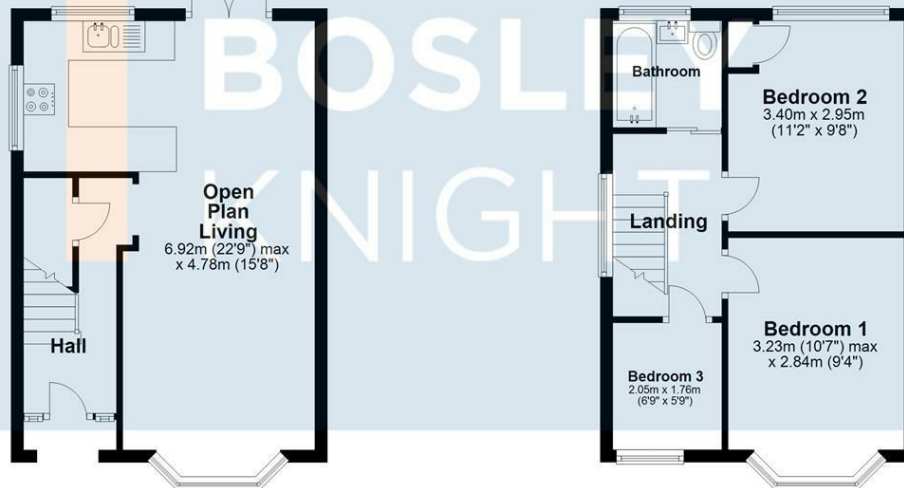 BOSLEY
KNIGHT
Open
Plan
Living
6.92m (22'9") max
x 4.78m (15'8")
Hall
Bathroom
Bedroom 2
3.40m x 2.95m
(11'2" x 9'8")
Landing
Bedroom 1
3.23m (10'7") max
x 2.84m (9'4")
Bedroom 3
2.05m x 1.76m
(6'9" x 5'9")